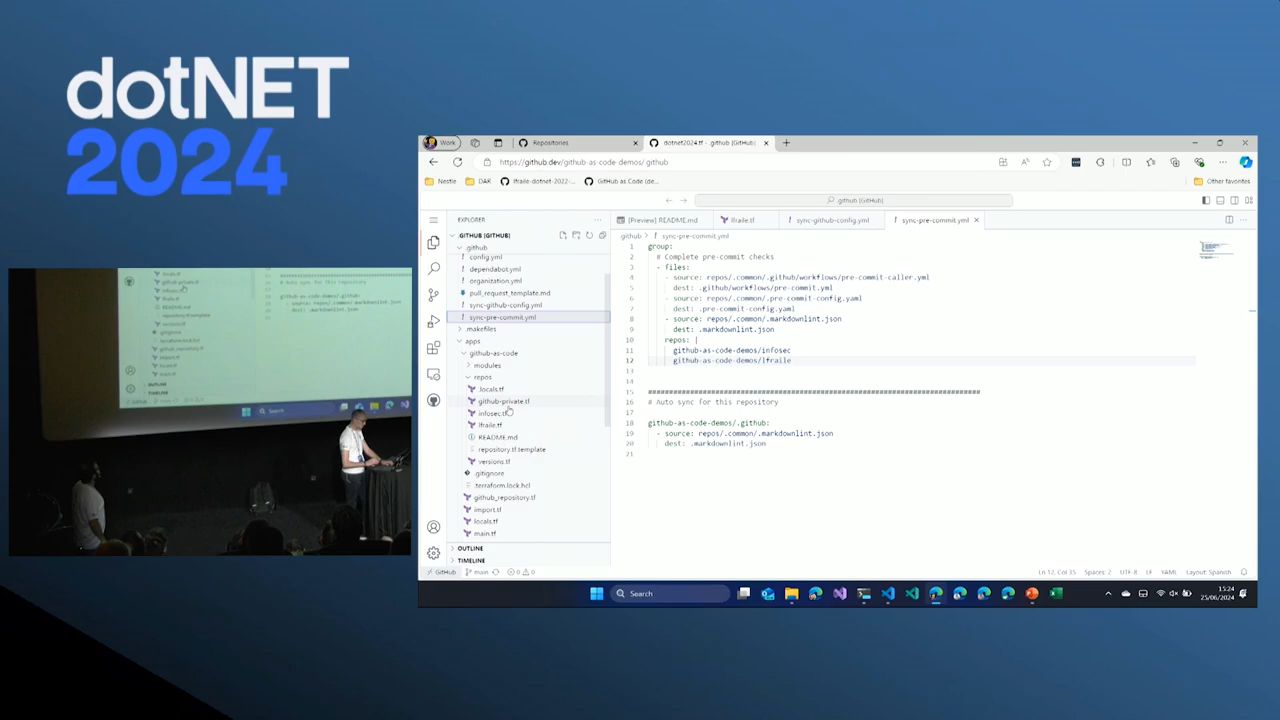 dotNET
2024
Work
Repositories
dotnet2024.tf - .github [GitHub]
https://github.dev/github-as-code-demos/.github
Nestle
DAR
lfraile-dotnet-2022-...
GitHub as Code (de...
Other favorites
.github [GitHub]
EXPLORER
[Preview] README.md
lfraile.tf
sync-github-config.yml
sync-pre-commit.yml
.GITHUB [GITHUB]
.github
config.yml
dependabot.yml
organization.yml
pull_request_template.md
sync-github-config.yml
sync-pre-commit.yml
.makefiles
apps
github-as-code
modules
repos
.locals.tf
github-private.tf
infosec.tf
lfraile.tf
README.md
repository.tf.template
versions.tf
.gitignore
.terraform.lock.hcl
github_repository.tf
import.tf
locals.tf
main.tf
OUTLINE
TIMELINE
.github > sync-pre-commit.yml
1 group:
2 # Complete pre-commit checks
3 - files:
4 - source: repos/.common/.github/workflows/pre-commit-caller.yml
5 dest: .github/workflows/pre-commit.yml
6 - source: repos/.common/.pre-commit-config.yaml
7 dest: .pre-commit-config.yaml
8 - source: repos/.common/.markdownlint.json
9 dest: .markdownlint.json
10 repos: |
11 github-as-code-demos/infosec
12 github-as-code-demos/lfraile
13
14
15
16 # Auto sync for this repository
17
18 github-as-code-demos/.github:
19 - source: repos/.common/.markdownlint.json
20 dest: .markdownlint.json
21
GitHub
main
0
0
Ln 12, Col 35
Spaces: 2
UTF-8
LF
YAML
Layout: Spanish
Search
15:24
25/06/2024